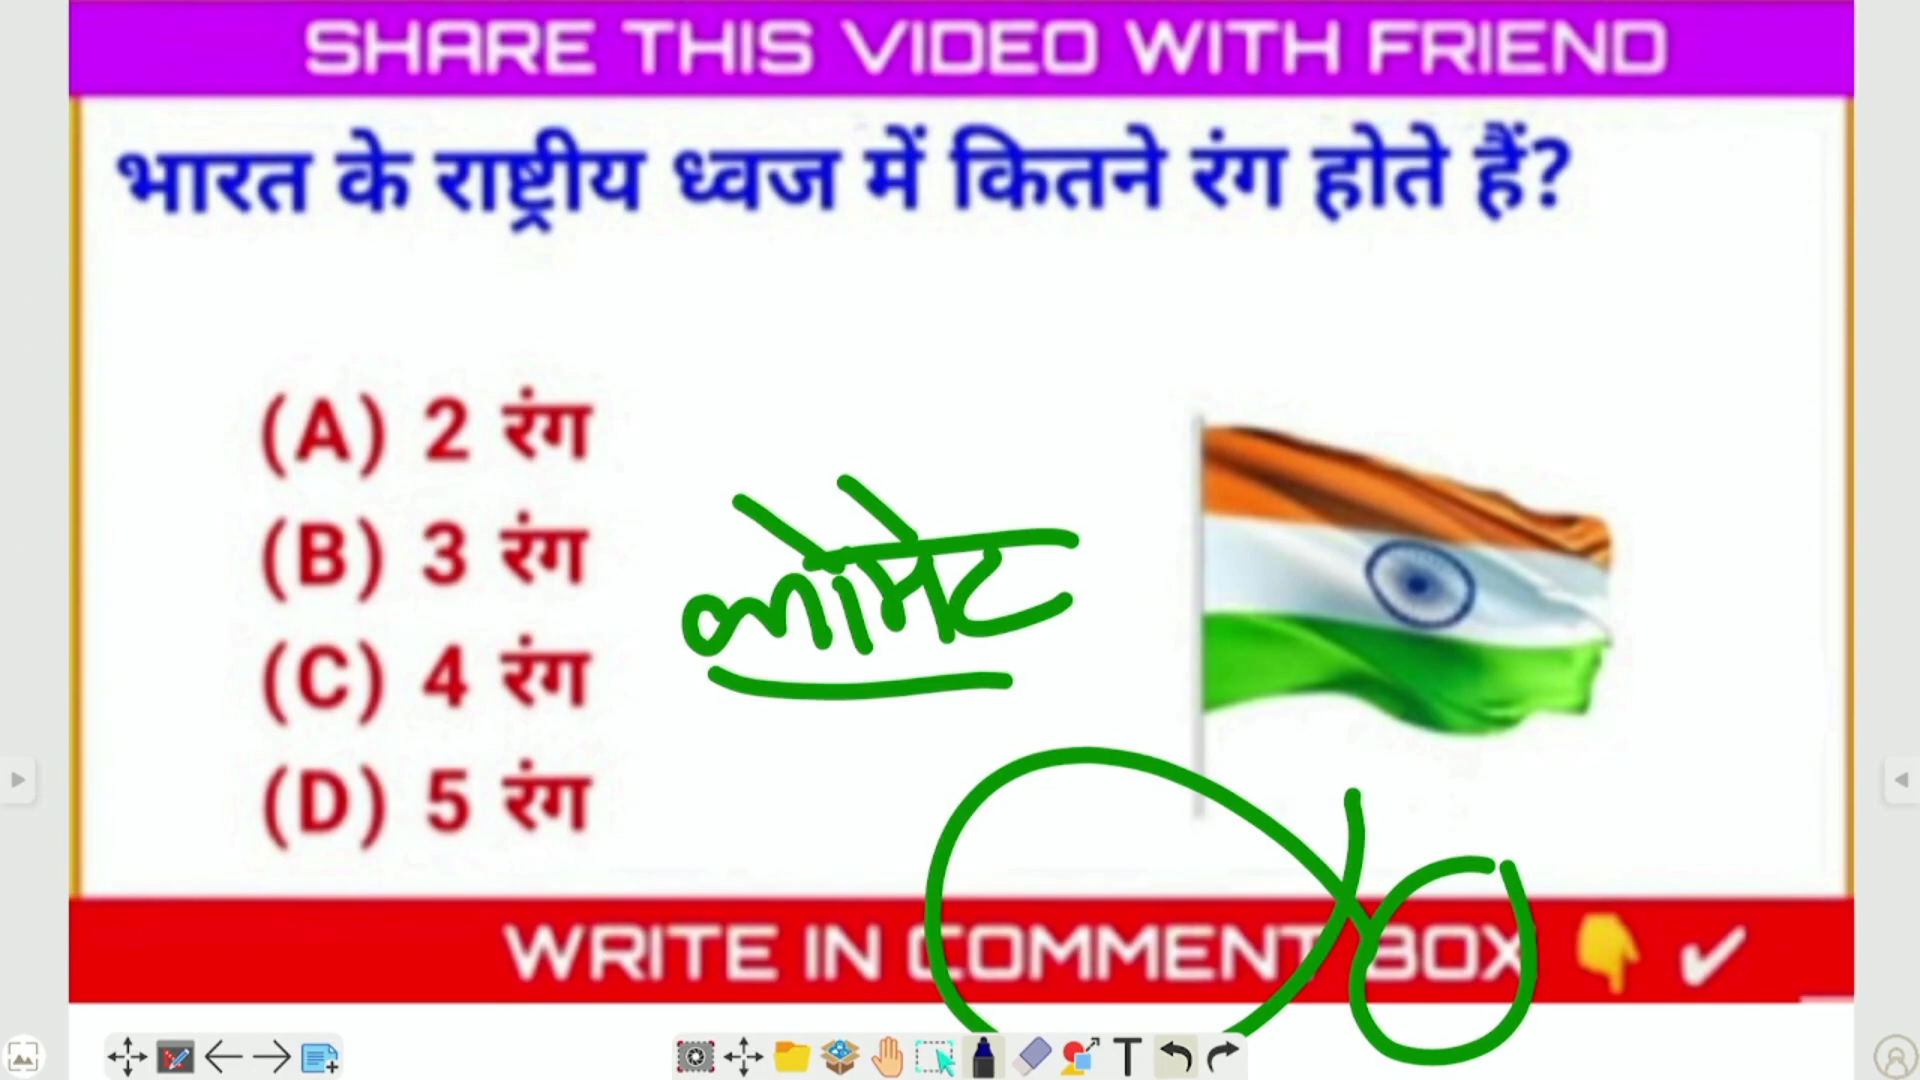 SHARE THIS VIDEO WITH FRIEND
भारत के राष्ट्रीय ध्वज में कितने रंग होते हैं?
(A) 2 रंग
(B) 3 रंग
(C) 4 रंग
(D) 5 रंग
कोमेट
WRITE IN COMMENT BOX 👇 ✔